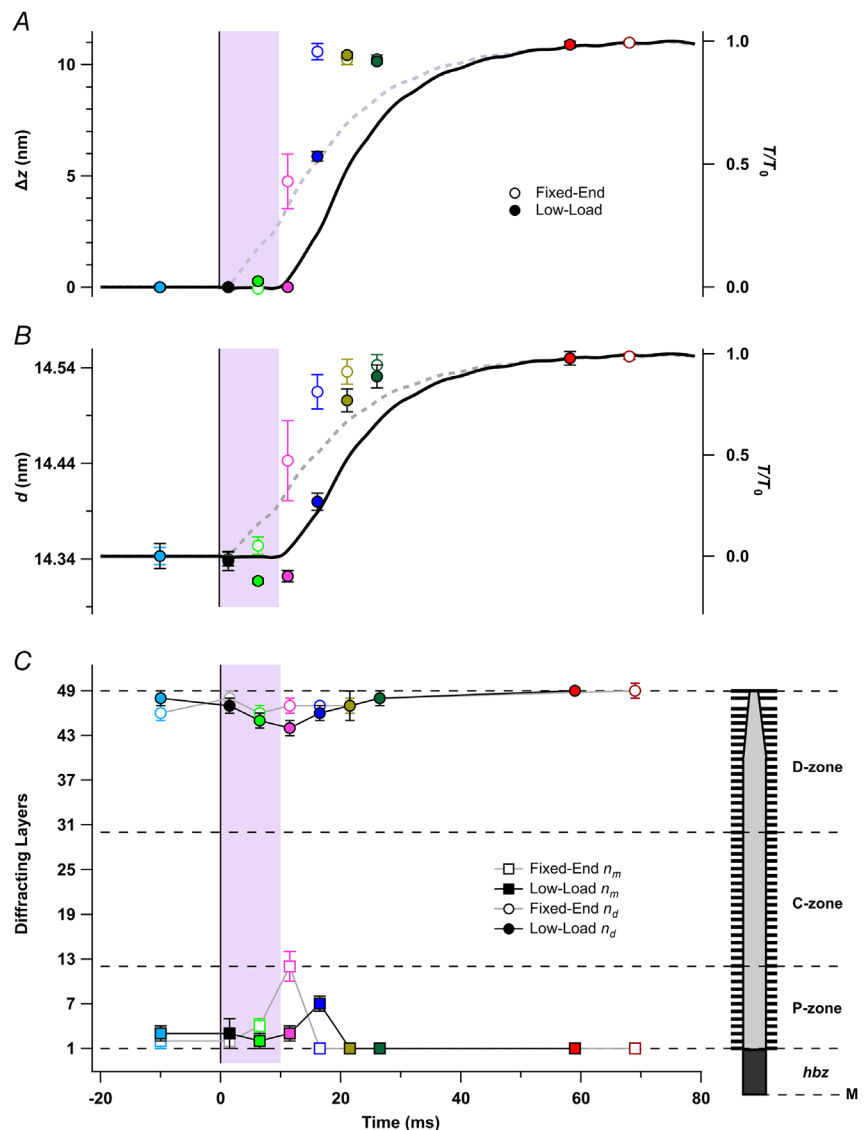 A
10
5
0
Δz (nm)
1.0
0.5
0.0
T/T0
Fixed-End
Low-Load
B
14.54
14.44
14.34
d (nm)
1.0
0.5
0.0
T/T0
C
49
43
37
31
25
19
13
7
1
Diffracting Layers
Fixed-End nm
Low-Load nm
Fixed-End nd
Low-Load nd
D-zone
C-zone
P-zone
hbz
M
-20 0 20 40 60 80
Time (ms)